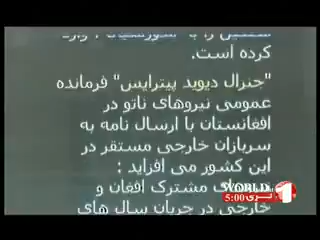 کرده است.
"جنرال دیوید پیترایس" فرمانده
عمومی نیروهای ناتو در
افغانستان با ارسال نامه به
سربازان خارجی مستقر در
این کشور می افزاید :
مشترک افغان و
خارجی در جریان سال های
WORLD
1
5:00